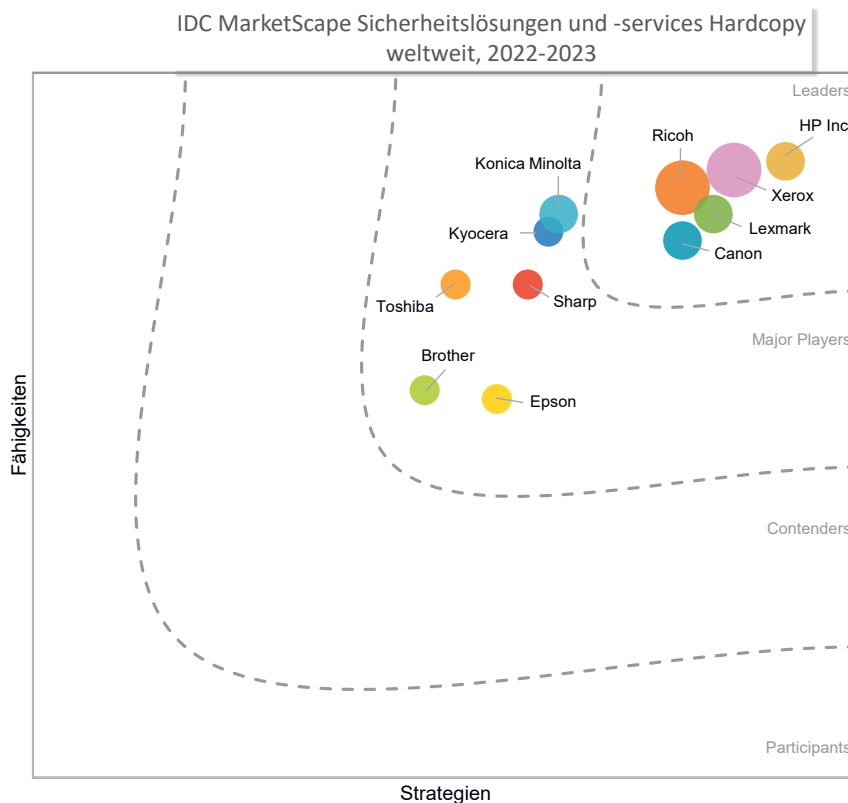 IDC MarketScape Sicherheitslösungen und -services Hardcopy
weltweit, 2022-2023
Leaders
HP Inc
Ricoh
Konica Minolta
Xerox
Lexmark
Kyocera
Canon
Toshiba
Sharp
Major Players
Brother
Epson
Fähigkeiten
Contenders
Participants
Strategien